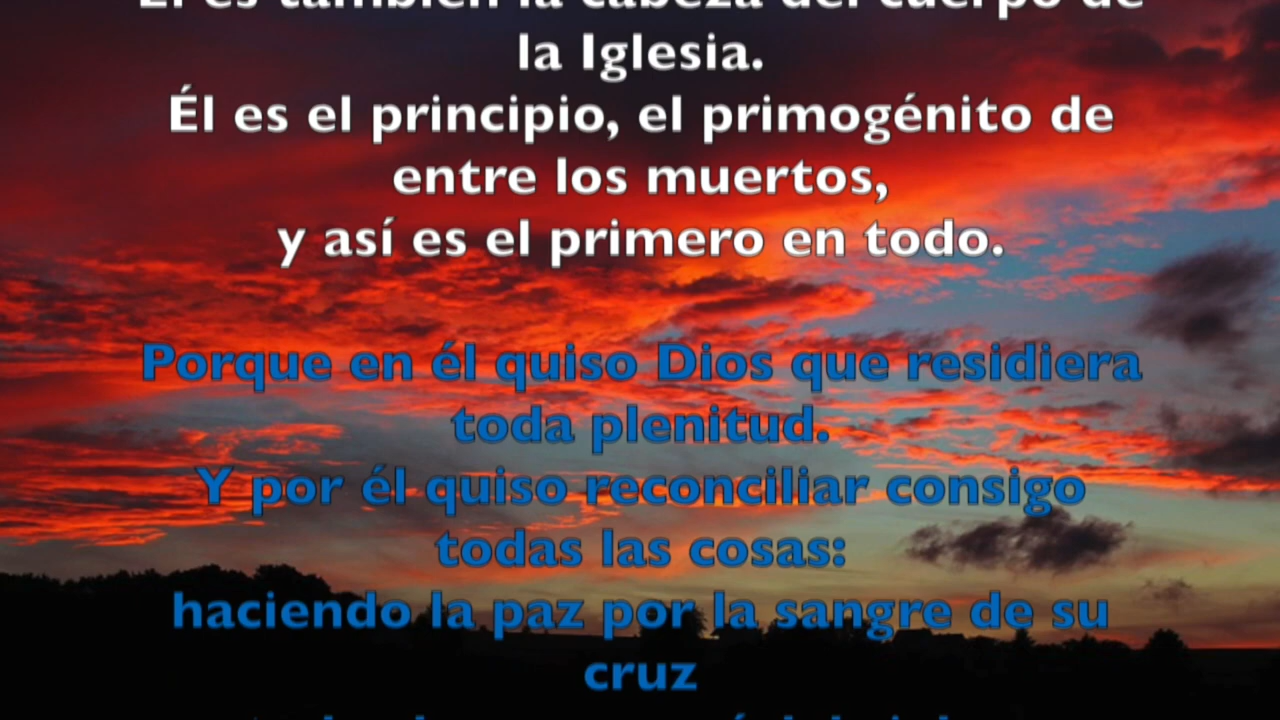 Él es también la cabeza del cuerpo de
la Iglesia.
Él es el principio, el primogénito de
entre los muertos,
y así es el primero en todo.
Porque en él quiso Dios que residiera
toda plenitud.
Y por él quiso reconciliar consigo
todas las cosas:
haciendo la paz por la sangre de su
cruz